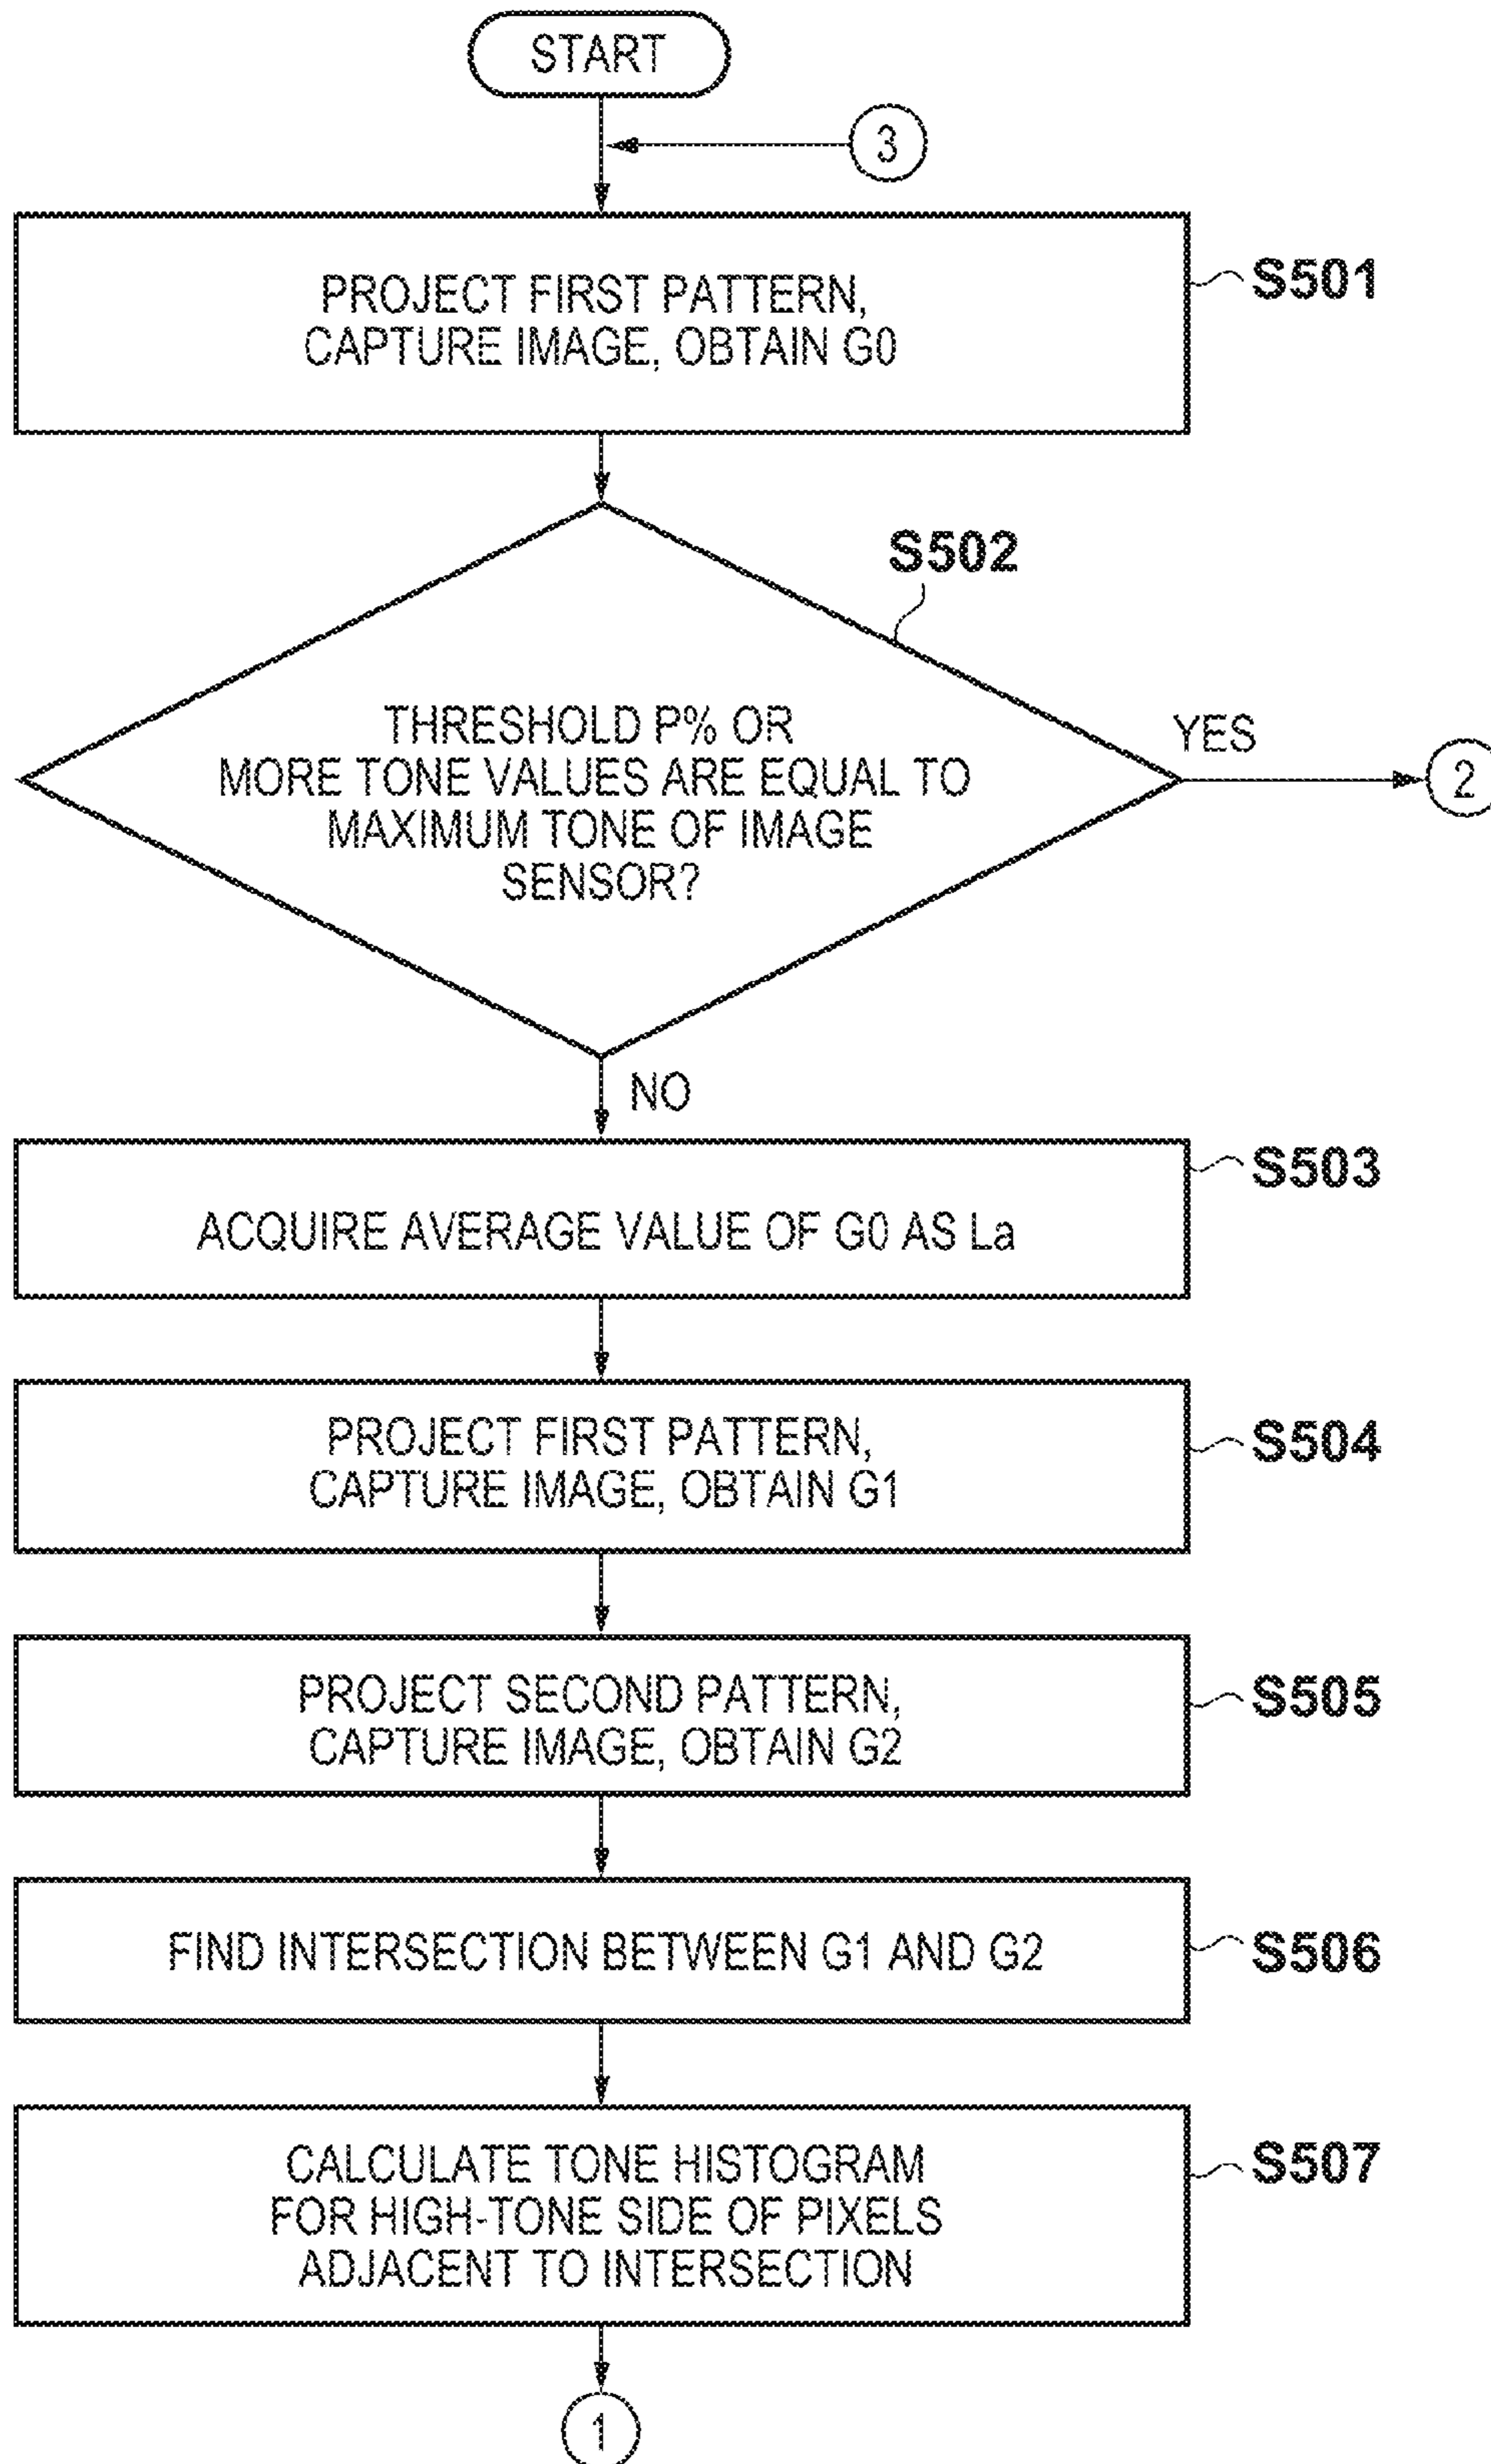 START
3
PROJECT FIRST PATTERN,
CAPTURE IMAGE, OBTAIN G0
S501
S502
THRESHOLD P% OR
MORE TONE VALUES ARE EQUAL TO
MAXIMUM TONE OF IMAGE
SENSOR?
YES
2
NO
ACQUIRE AVERAGE VALUE OF G0 AS La
S503
PROJECT FIRST PATTERN,
CAPTURE IMAGE, OBTAIN G1
S504
PROJECT SECOND PATTERN,
CAPTURE IMAGE, OBTAIN G2
S505
FIND INTERSECTION BETWEEN G1 AND G2
S506
CALCULATE TONE HISTOGRAM
FOR HIGH-TONE SIDE OF PIXELS
ADJACENT TO INTERSECTION
S507
1